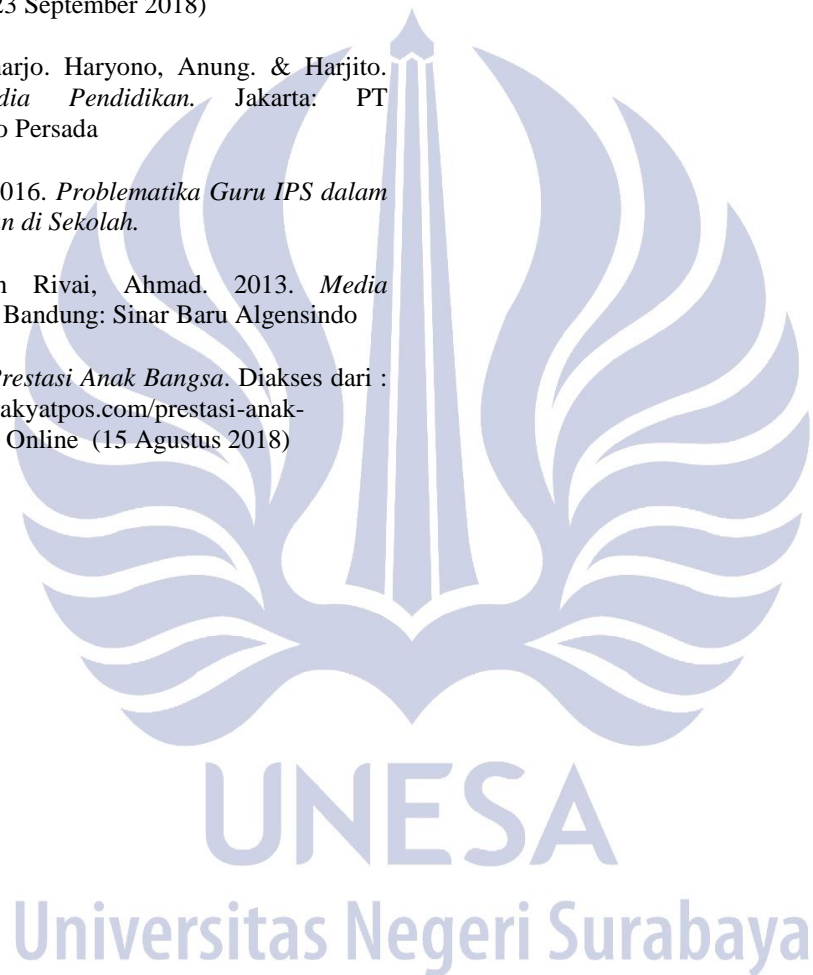 23 September 2018)
arjo. Haryono, Anung. & Harjito.
dia Pendidikan. Jakarta: PT
o Persada
016. Problematika Guru IPS dalam
n di Sekolah.
n Rivai, Ahmad. 2013. Media
Bandung: Sinar Baru Algensindo
Prestasi Anak Bangsa. Diakses dari :
akyatpos.com/prestasi-anak-
Online (15 Agustus 2018)
UNESA
Universitas Negeri Surabaya